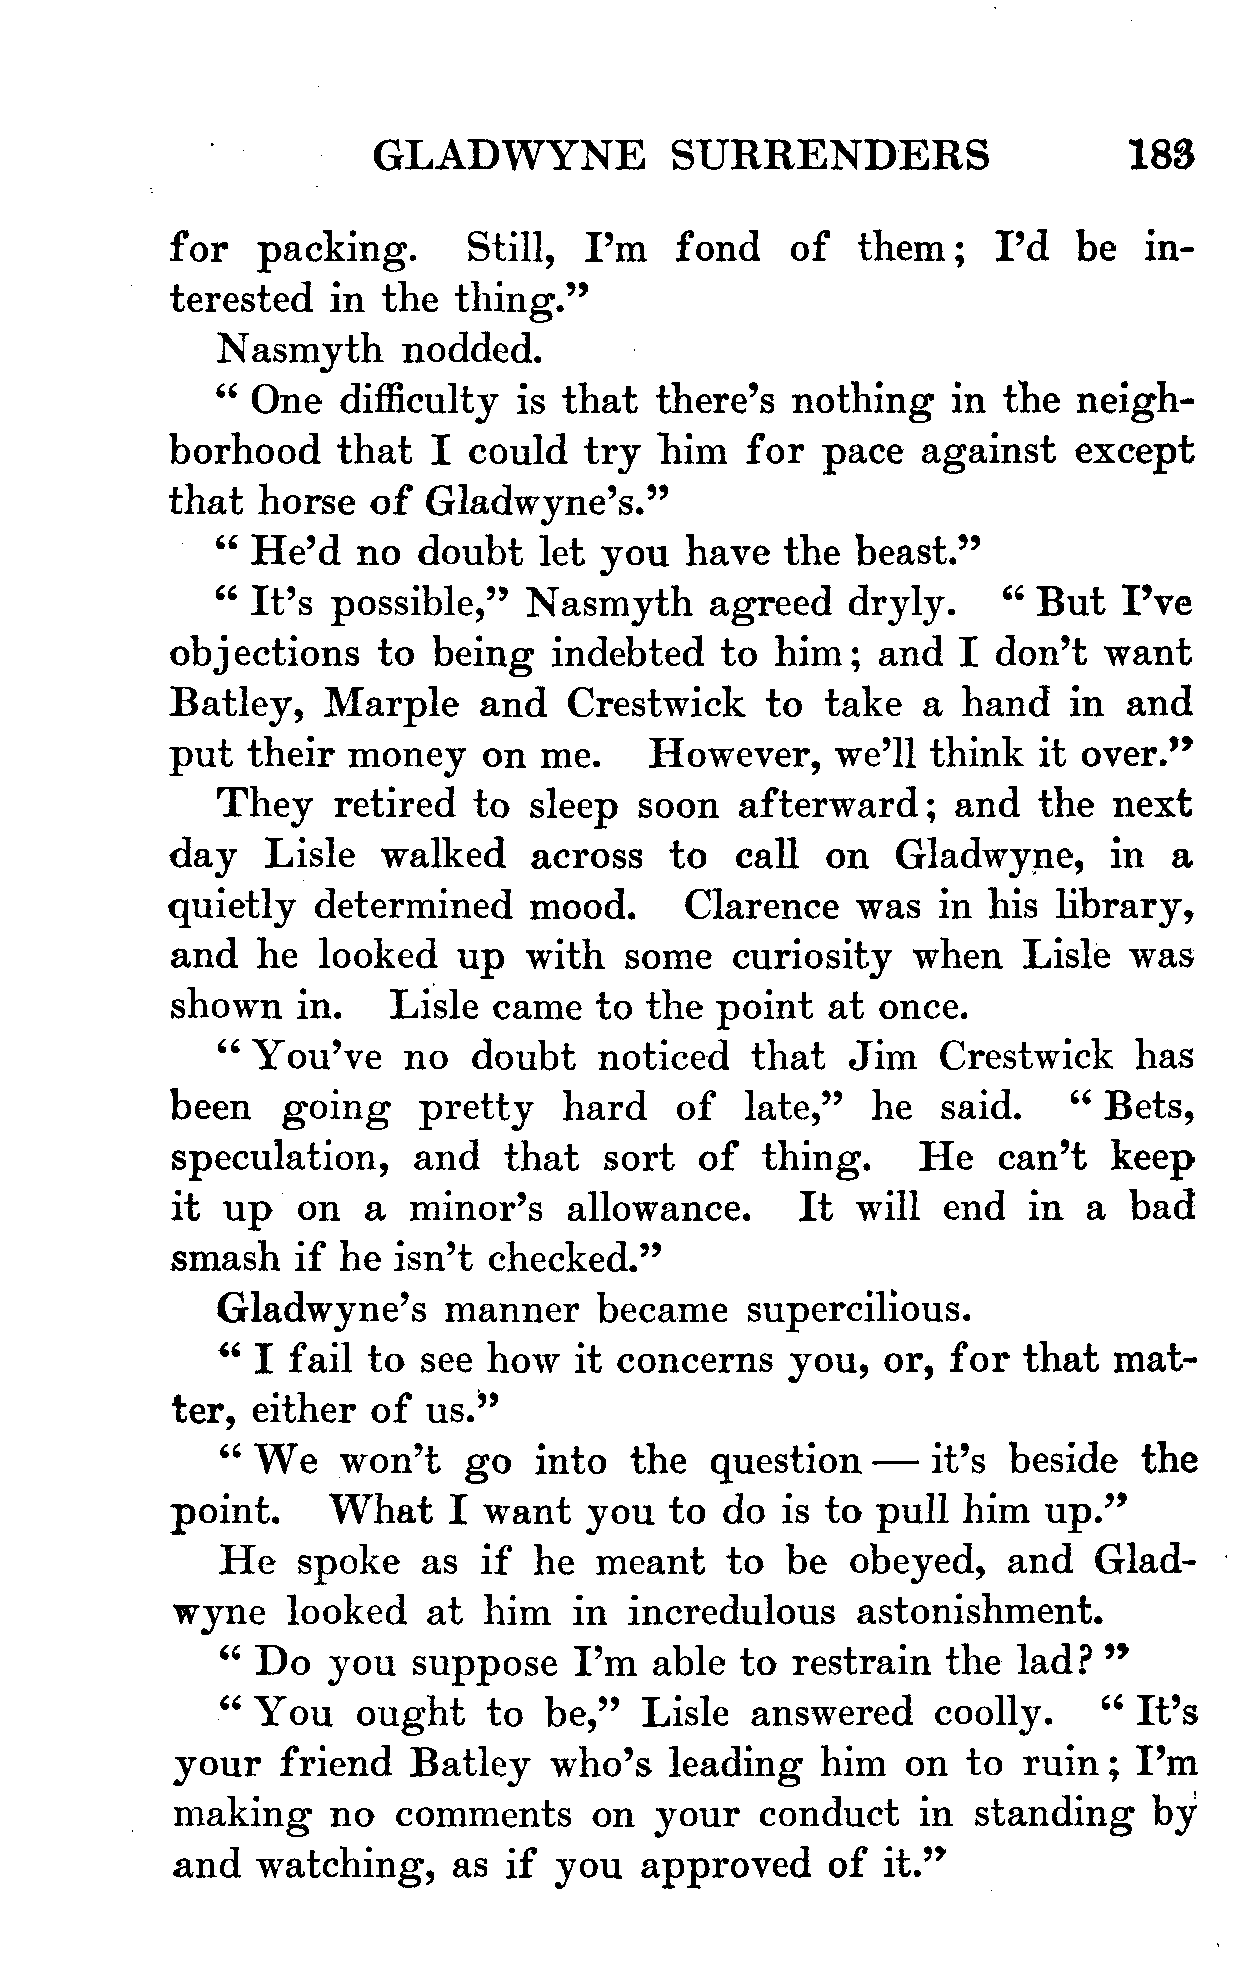 GLADWYNE SURRENDERS 183
for packing. Still, I'm fond of them; I'd be in-
terested in the thing."
Nasmyth nodded.
"One difficulty is that there's nothing in the neigh-
borhood that I could try him for pace against except
that horse of Gladwyne's."
"He'd no doubt let you have the beast."
"It's possible," Nasmyth agreed dryly. "But I've
objections to being indebted to him; and I don't want
Batley, Marple and Crestwick to take a hand in and
put their money on me. However, we'll think it over."
They retired to sleep soon afterward; and the next
day Lisle walked across to call on Gladwyne, in a
quietly determined mood. Clarence was in his library,
and he looked up with some curiosity when Lisle was
shown in. Lisle came to the point at once.
"You've no doubt noticed that Jim Crestwick has
been going pretty hard of late," he said. "Bets,
speculation, and that sort of thing. He can't keep
it up on a minor's allowance. It will end in a bad
smash if he isn't checked."
Gladwyne's manner became supercilious.
"I fail to see how it concerns you, or, for that mat-
ter, either of us."
"We won't go into the question — it's beside the
point. What I want you to do is to pull him up."
He spoke as if he meant to be obeyed, and Glad-
wyne looked at him in incredulous astonishment.
"Do you suppose I'm able to restrain the lad?"
"You ought to be," Lisle answered coolly. "It's
your friend Batley who's leading him on to ruin; I'm
making no comments on your conduct in standing by
and watching, as if you approved of it."